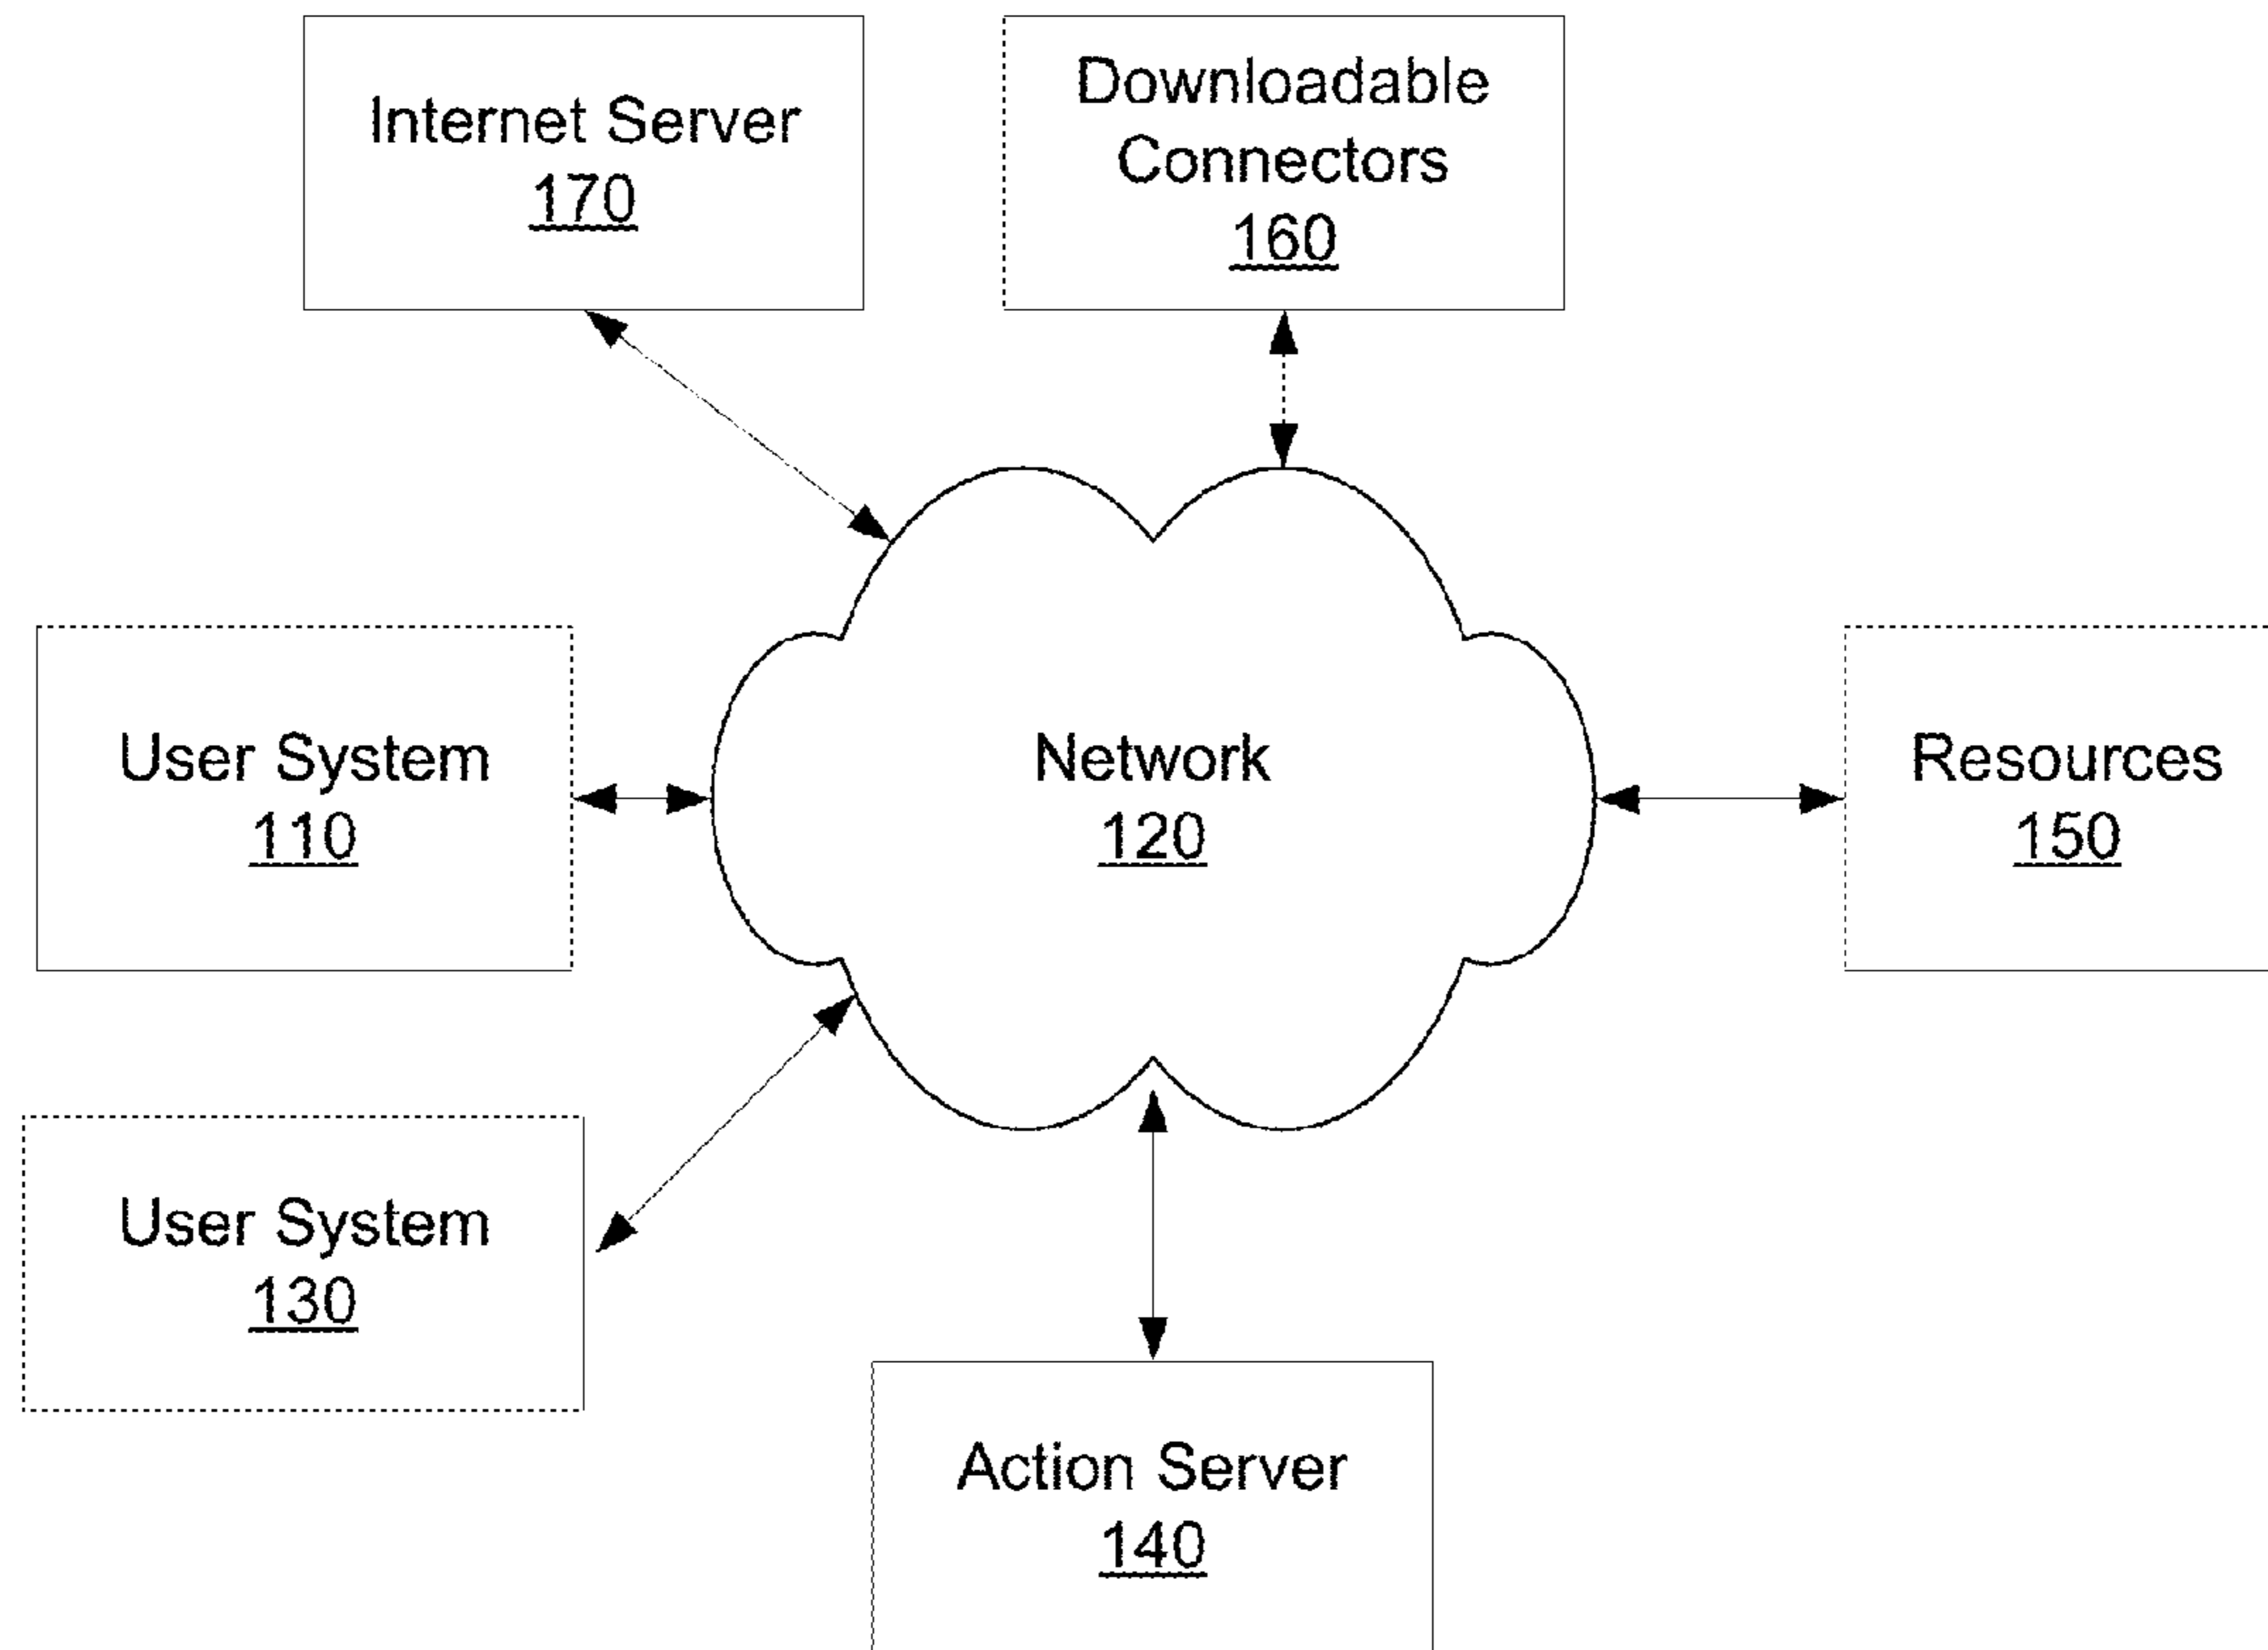 Internet Server
170
Downloadable
Connectors
160
User System
110
Network
120
Resources
150
User System
130
Action Server
140